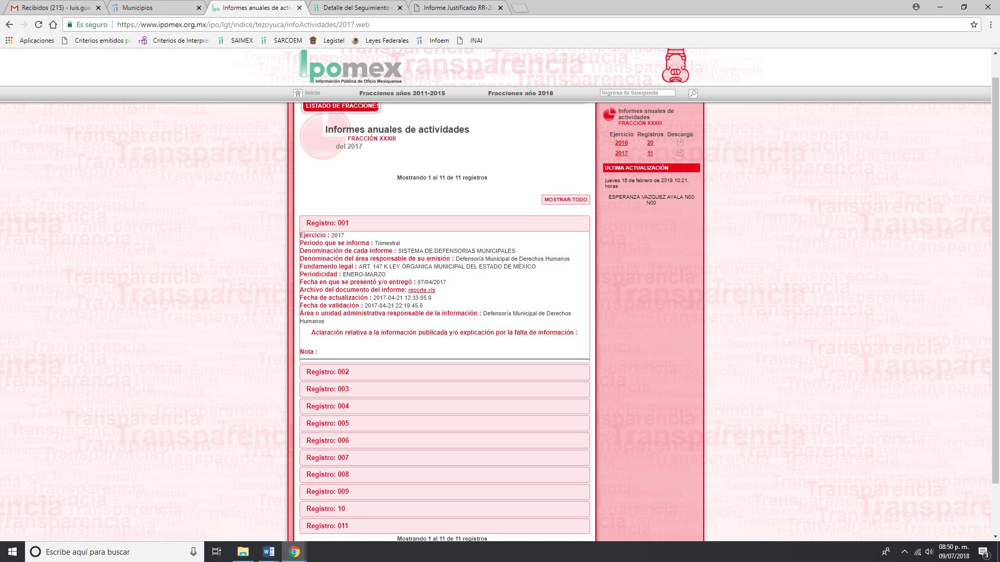 Recibidos (215) - luis.gua
Municipios
Informes anuales de activ
Detalle del Seguimiento d
Informe Justificado RR-20
Es seguro
https://www.ipomex.org.mx/ipo/lgt/indice/tezoyuca/infoActividades/2017.web
Aplicaciones
Criterios emitidos po
Criterios de Interpret
SAIMEX
SARCOEM
Legistel
Leyes Federales
Infoem
INAI
Ipomex
Información Pública de Oficio Mexiquense
Transparencia
Inicio
Fracciones años 2011-2015
Fracciones año 2018
Ingresa tu busqueda
LISTADO DE FRACCIONES
Informes anuales de actividades
FRACCIÓN XXXIII
del 2017
Mostrando 1 al 11 de 11 registros
MOSTRAR TODO
Registro: 001
Ejercicio : 2017
Periodo que se informa : Trimestral
Denominación de cada informe : SISTEMA DE DEFENSORIAS MUNICIPALES
Denominación del área responsable de su emisión : Defensoría Municipal de Derechos Humanos
Fundamento legal : ART. 147 K LEY ÒRGANICA MUNICIPAL DEL ESTADO DE MÈXICO
Periodicidad : ENERO-MARZO
Fecha en que se presentó y/o entregó : 07/04/2017
Archivo del documento del informe: reporte.xls
Fecha de actualización : 2017-04-21 12:33:05.0
Fecha de validación : 2017-04-21 22:19:45.0
Área o unidad administrativa responsable de la información : Defensoría Municipal de Derechos
Humanos
Aclaración relativa a la información publicada y/o explicación por la falta de información :
Nota :
Registro: 002
Registro: 003
Registro: 004
Registro: 005
Registro: 006
Registro: 007
Registro: 008
Registro: 009
Registro: 10
Registro: 011
Mostrando 1 al 11 de 11 registros
Informes anuales de
actividades
FRACCIÓN XXXIII
Ejercicio Registros Descarga
2016 20
2017 11
ULTIMA ACTUALIZACIÓN
jueves 15 de febrero de 2018 10:21,
horas
ESPERANZA VAZQUEZ AYALA N00
N00
Escribe aquí para buscar
08:50 p. m.
09/07/2018
3